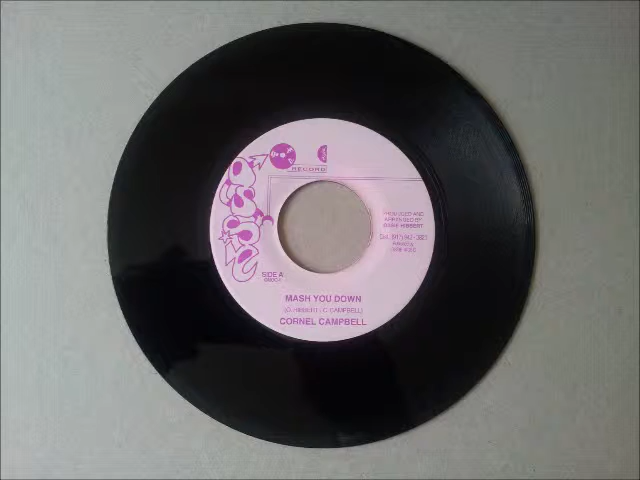 RECORD
PRODUCED AND
ARRANGED BY
OSSIE HIBBERT
SIDE A
MASH YOU DOWN
(O. HIBBERT / C. CAMPBELL)
CORNEL CAMPBELL